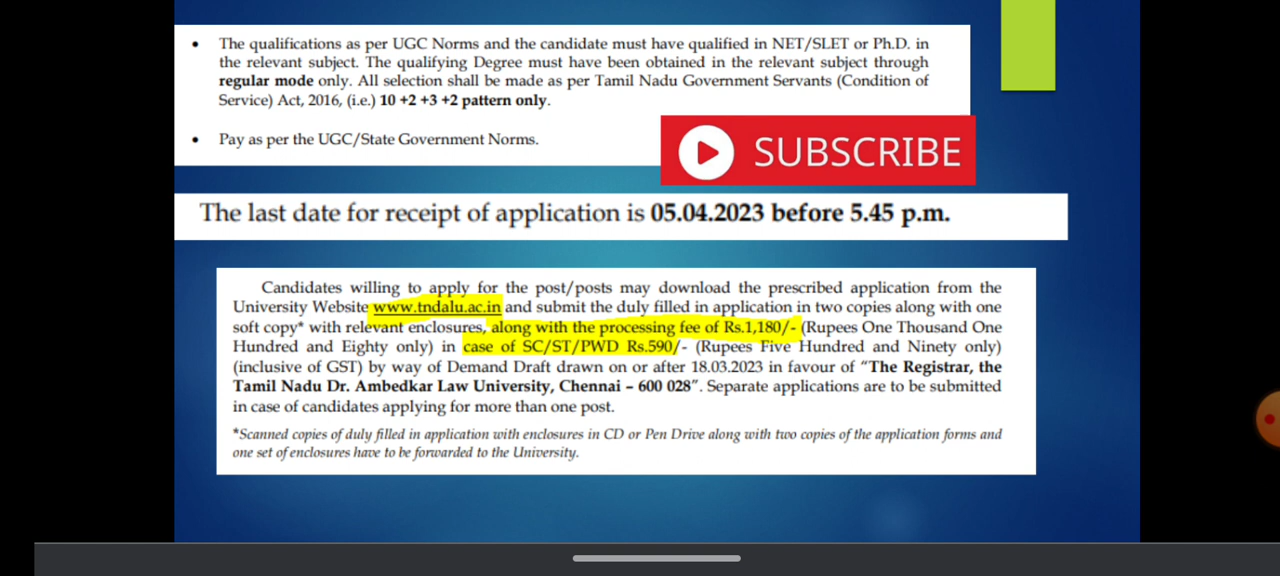 • The qualifications as per UGC Norms and the candidate must have qualified in NET/SLET or Ph.D. in
the relevant subject. The qualifying Degree must have been obtained in the relevant subject through
regular mode only. All selection shall be made as per Tamil Nadu Government Servants (Condition of
Service) Act, 2016, (i.e.) 10 +2 +3 +2 pattern only.
• Pay as per the UGC/State Government Norms.
SUBSCRIBE
The last date for receipt of application is 05.04.2023 before 5.45 p.m.
Candidates willing to apply for the post/posts may download the prescribed application from the
University Website www.tndalu.ac.in and submit the duly filled in application in two copies along with one
soft copy* with relevant enclosures, along with the processing fee of Rs.1,180/- (Rupees One Thousand One
Hundred and Eighty only) in case of SC/ST/PWD Rs.590/- (Rupees Five Hundred and Ninety only)
(inclusive of GST) by way of Demand Draft drawn on or after 18.03.2023 in favour of “The Registrar, the
Tamil Nadu Dr. Ambedkar Law University, Chennai – 600 028”. Separate applications are to be submitted
in case of candidates applying for more than one post.
*Scanned copies of duly filled in application with enclosures in CD or Pen Drive along with two copies of the application forms and
one set of enclosures have to be forwarded to the University.